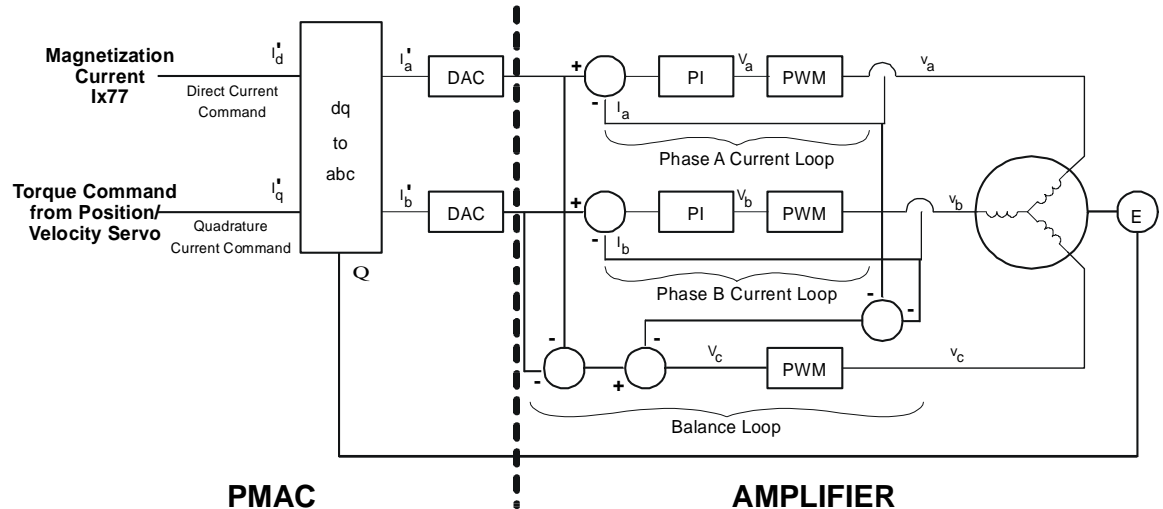 Magnetization
Current
Ix77
I'd
Direct Current
Command
Torque Command
from Position/
Velocity Servo
I'q
Quadrature
Current Command
dq
to
abc
Q
I'a
DAC
I'b
DAC
+
-
Ia
PI
Va
PWM
va
Phase A Current Loop
+
-
Ib
PI
Vb
PWM
vb
Phase B Current Loop
E
-
-
-
-
+
-
Vc
PWM
vc
Balance Loop
PMAC
AMPLIFIER